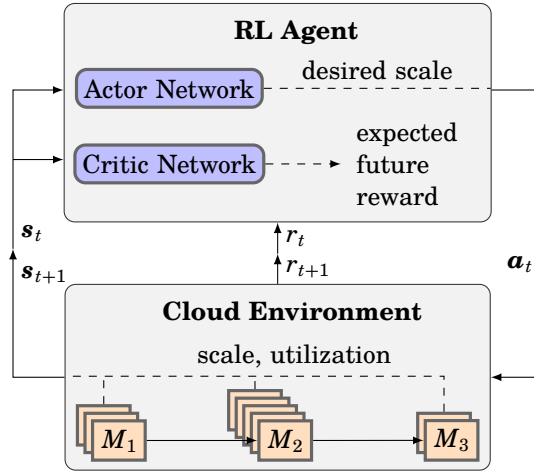 RL Agent
Actor Network
desired scale
Critic Network
expected
future
reward
s_t
s_{t+1}
r_t
r_{t+1}
a_t
Cloud Environment
scale, utilization
M_1
M_2
M_3